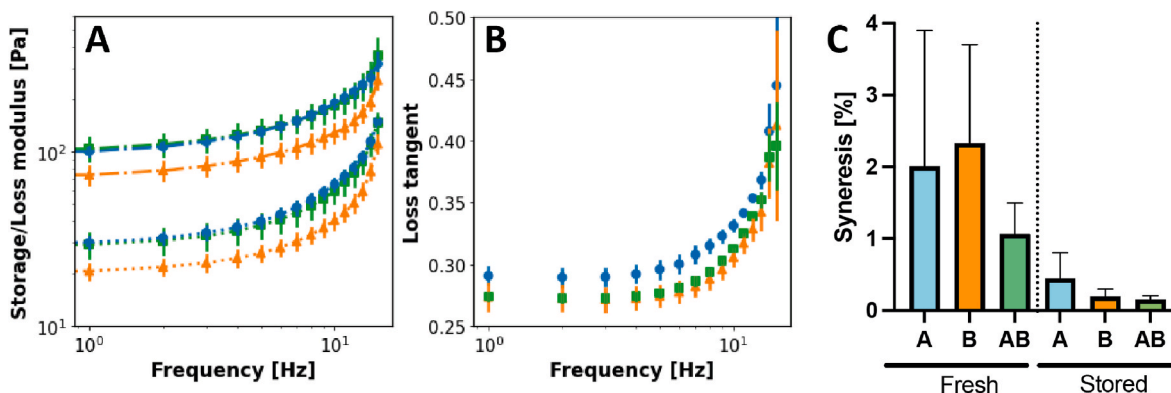 A
Storage/Loss modulus [Pa]
10²
10¹
10⁰
10¹
Frequency [Hz]
B
Loss tangent
0.50
0.45
0.40
0.35
0.30
0.25
10⁰
10¹
Frequency [Hz]
C
Syneresis [%]
4
3
2
1
0
A B AB A B AB
Fresh Stored